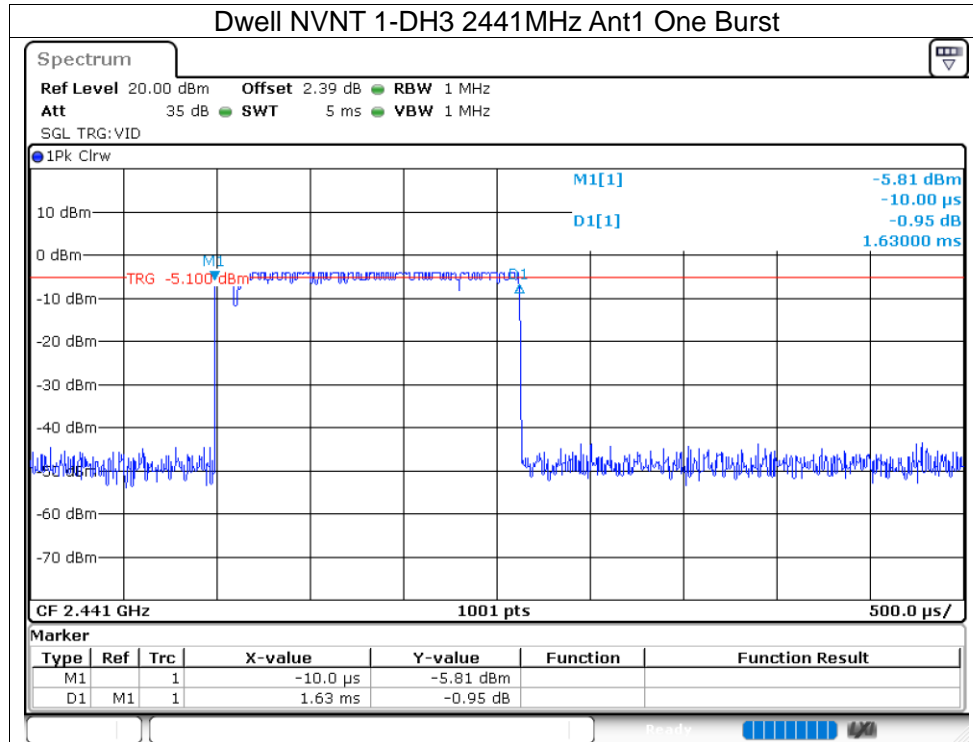 Dwell NVNT 1-DH3 2441MHz Ant1 One Burst
Spectrum
Ref Level 20.00 dBm Offset 2.39 dB RBW 1 MHz
Att 35 dB SWT 5 ms VBW 1 MHz
SGL TRG:VID
1Pk Clrw
M1[1] -5.81 dBm
-10.00 µs
10 dBm
D1[1] -0.95 dB
1.63000 ms
0 dBm
M1
D1
TRG -5.100 dBm
-10 dBm
-20 dBm
-30 dBm
-40 dBm
-50 dBm
-60 dBm
-70 dBm
CF 2.441 GHz 1001 pts 500.0 µs/
Marker
Type Ref Trc X-value Y-value Function Function Result
M1 1 -10.0 µs -5.81 dBm
D1 M1 1 1.63 ms -0.95 dB
Ready LXI